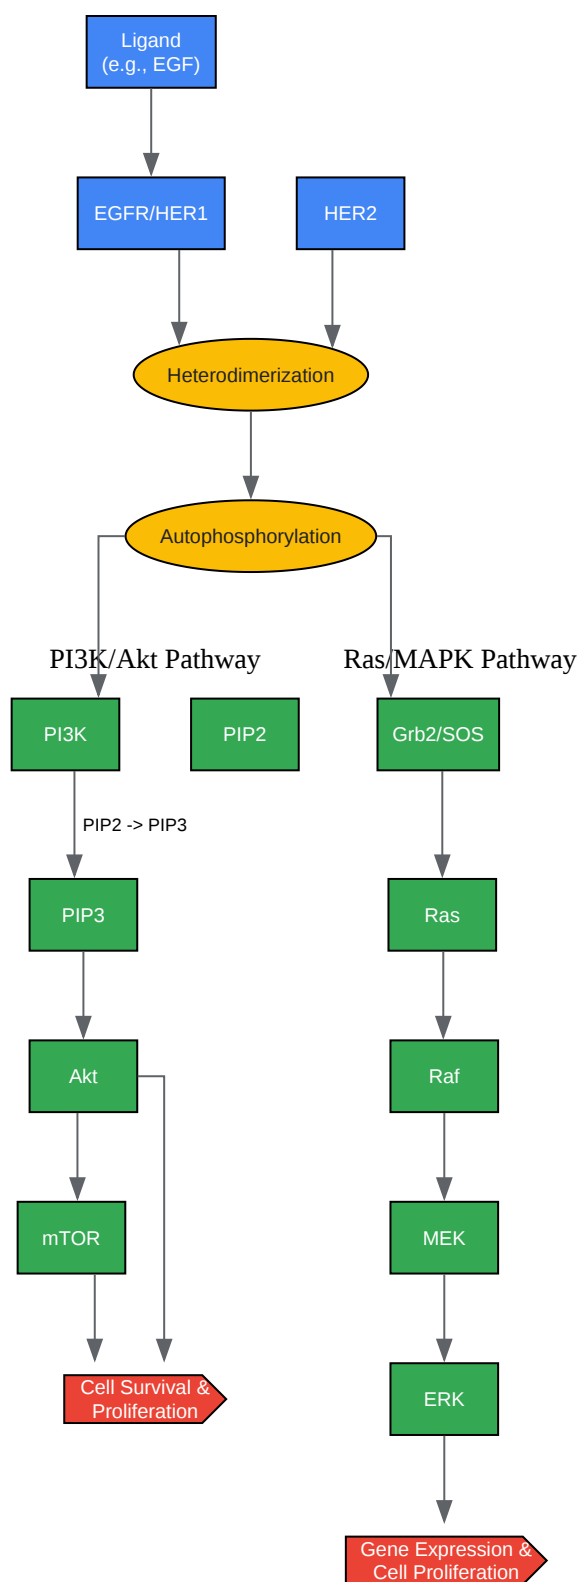 Ligand
(e.g., EGF)
EGFR/HER1
HER2
Heterodimerization
Autophosphorylation
PI3K/Akt Pathway
Ras/MAPK Pathway
PI3K
PIP2
Grb2/SOS
PIP2 -> PIP3
PIP3
Ras
Akt
Raf
mTOR
MEK
Cell Survival &
Proliferation
ERK
Gene Expression &
Cell Proliferation